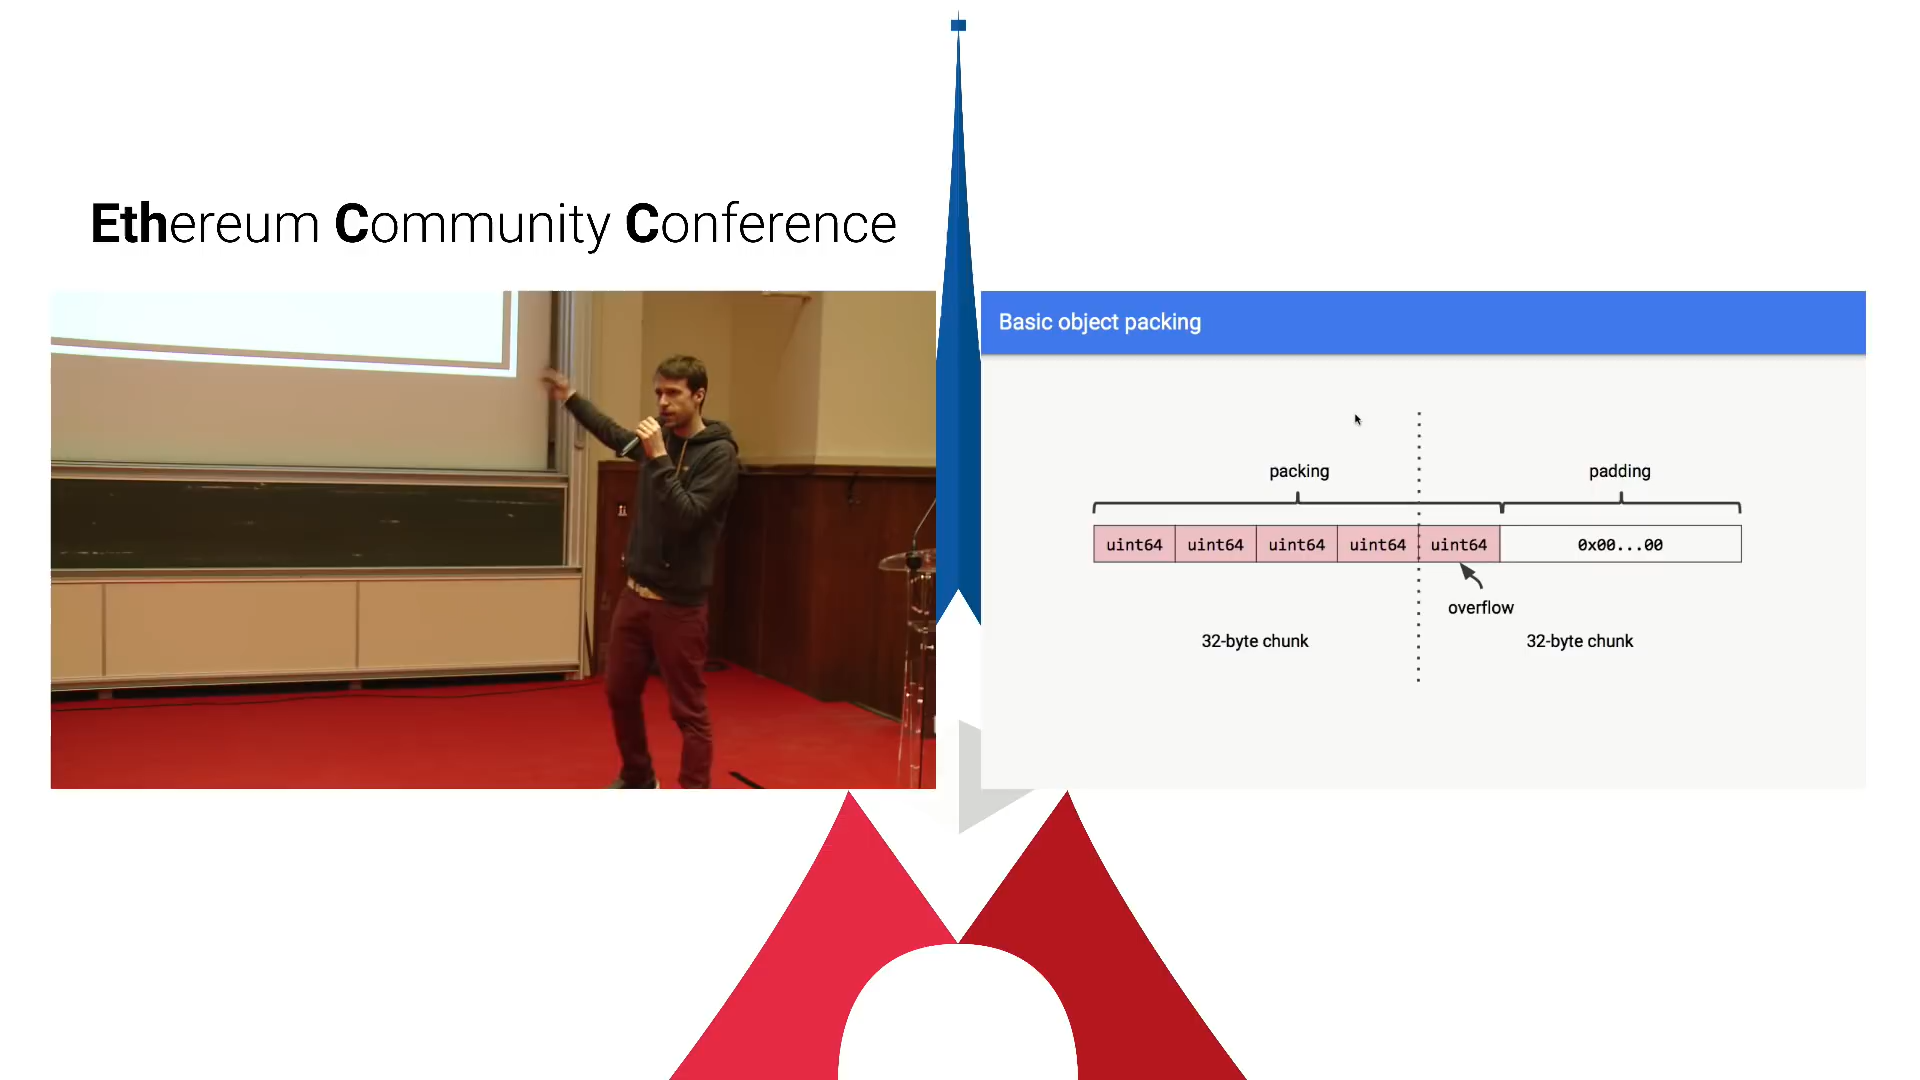 Ethereum Community Conference
Basic object packing
packing
padding
uint64 uint64 uint64 uint64 uint64 0x00...00
overflow
32-byte chunk
32-byte chunk